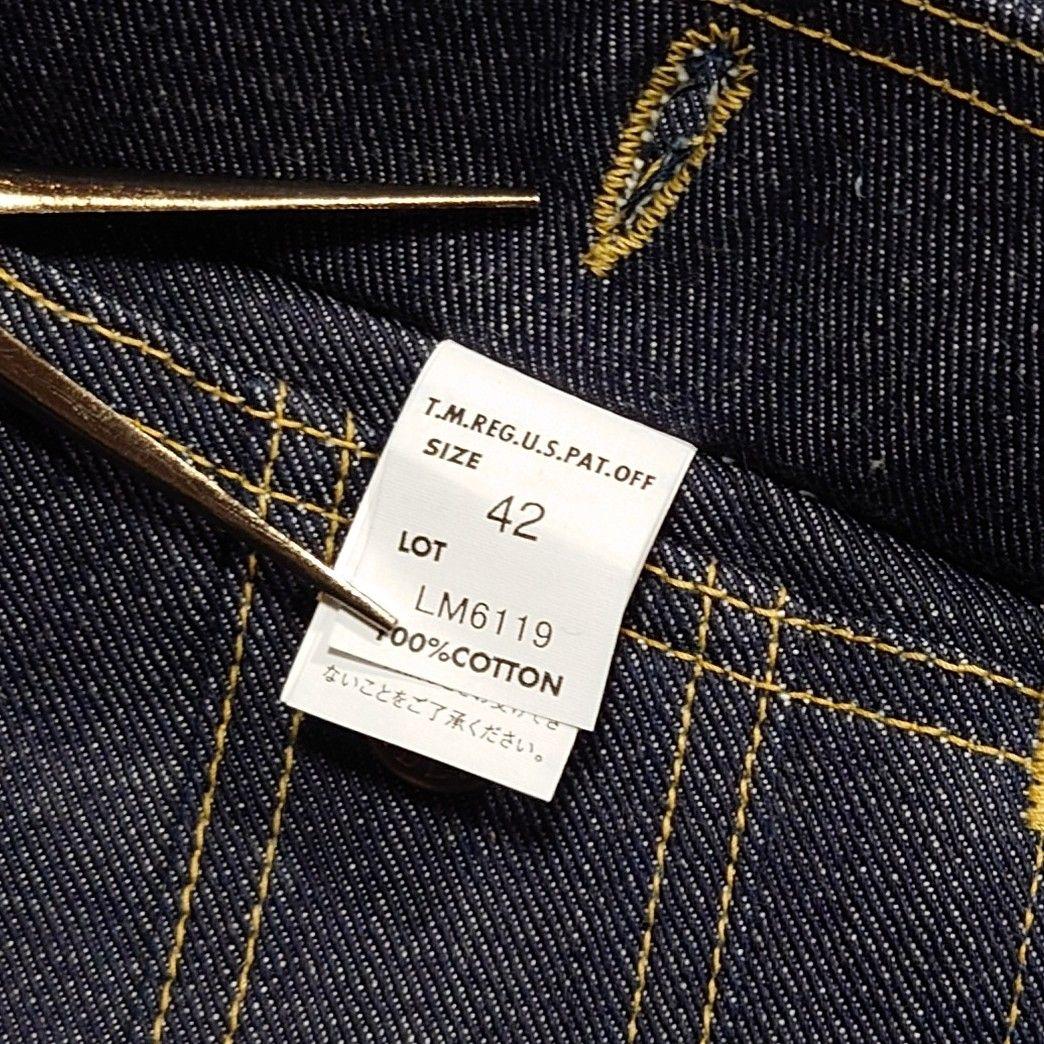 T.M.REG.U.S.PAT.OFF
SIZE
42
LOT
LM6119
100%COTTON
ないことをご了承ください。